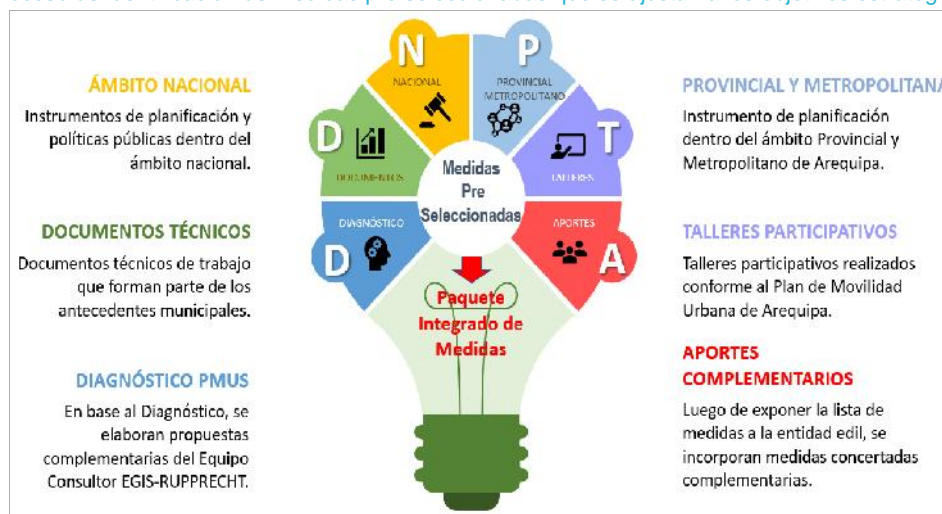 ÁMBITO NACIONAL
Instrumentos de planificación y
políticas públicas dentro del
ámbito nacional.
DOCUMENTOS TÉCNICOS
Documentos técnicos de trabajo
que forman parte de los
antecedentes municipales.
DIAGNÓSTICO PMUS
En base al Diagnóstico, se
elaboran propuestas
complementarias del Equipo
Consultor EGIS-RUPPRECHT.
N
NACIONAL
P
PROVINCIAL
METROPOLITANO
D
DOCUMENTOS
T
TALLERES
D
DIAGNÓSTICO
A
APORTES
Medidas
Pre
Seleccionadas
Paquete
Integrado de
Medidas
PROVINCIAL Y METROPOLITANA
Instrumento de planificación
dentro del ámbito Provincial y
Metropolitano de Arequipa.
TALLERES PARTICIPATIVOS
Talleres participativos realizados
conforme al Plan de Movilidad
Urbana de Arequipa.
APORTES
COMPLEMENTARIOS
Luego de exponer la lista de
medidas a la entidad edil, se
incorporan medidas concertadas
complementarias.